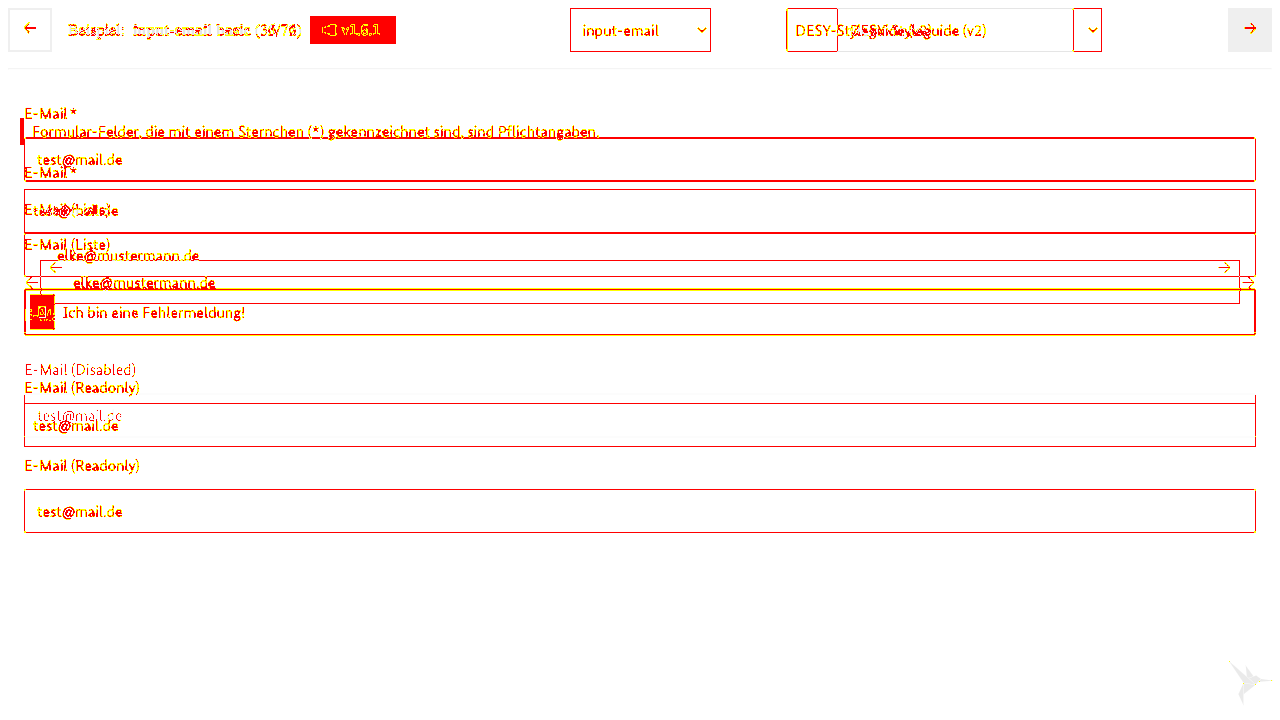 Beispiel: input-email basic v1.6.1 input-email DESY-Styleguide (v2)
E-Mail *
Formular-Felder, die mit einem Sternchen (*) gekennzeichnet sind, sind Pflichtangaben.
test@mail.de
E-Mail *
test@mail.de
E-Mail (Liste)
elke@mustermann.de
elke@mustermann.de
Ich bin eine Fehlermeldung!
E-Mail (Disabled)
E-Mail (Readonly)
test@mail.de
test@mail.de
E-Mail (Readonly)
test@mail.de